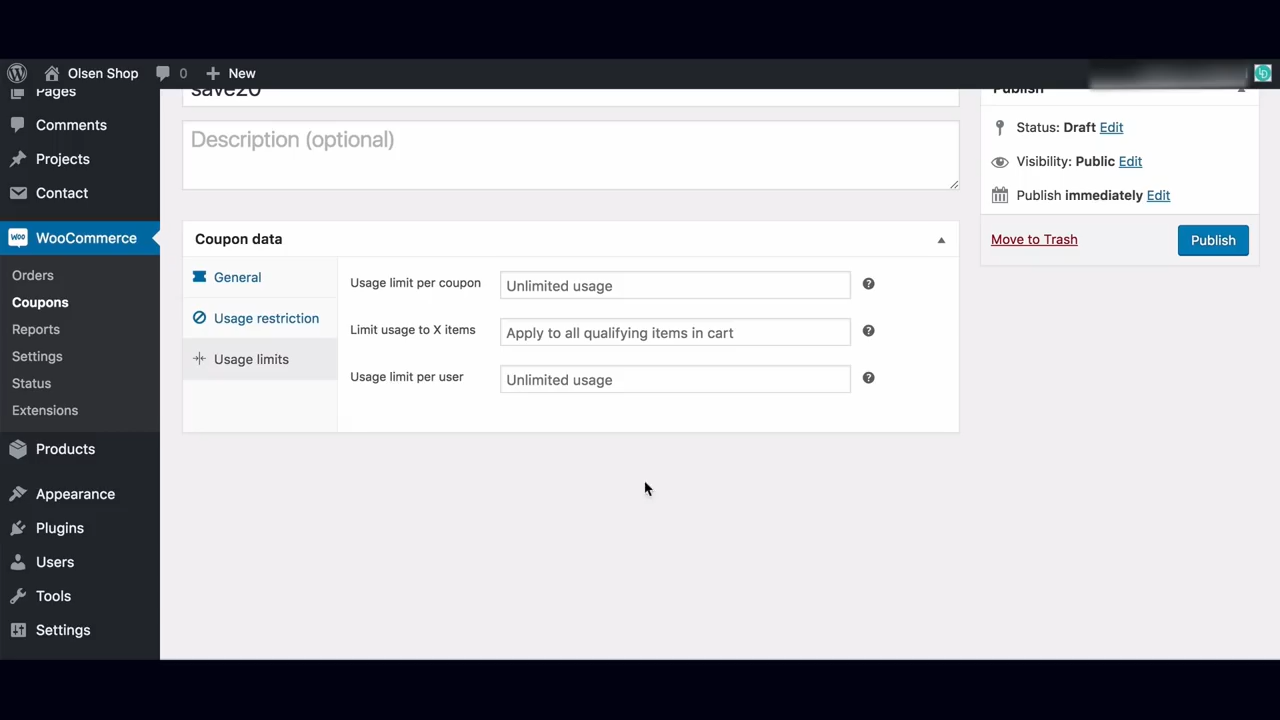 Olsen Shop 0 New
Pages
Comments
Projects
Contact
WooCommerce
Orders
Coupons
Reports
Settings
Status
Extensions
Products
Appearance
Plugins
Users
Tools
Settings
save20
Description (optional)
Coupon data
General
Usage restriction
Usage limits
Usage limit per coupon Unlimited usage
Limit usage to X items Apply to all qualifying items in cart
Usage limit per user Unlimited usage
Publish
Status: Draft Edit
Visibility: Public Edit
Publish immediately Edit
Move to Trash Publish